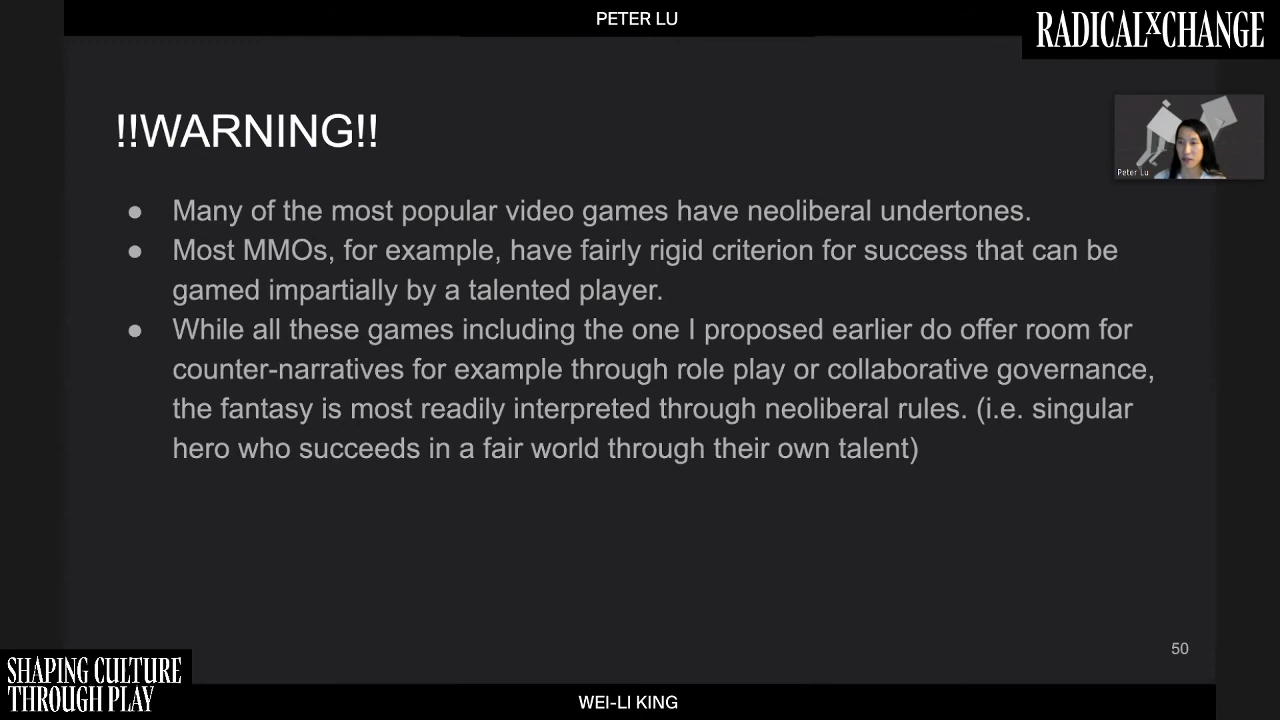 PETER LU
RADICALXCHANGE
!!WARNING!!
Peter Lu
● Many of the most popular video games have neoliberal undertones.
● Most MMOs, for example, have fairly rigid criterion for success that can be
gamed impartially by a talented player.
● While all these games including the one I proposed earlier do offer room for
counter-narratives for example through role play or collaborative governance,
the fantasy is most readily interpreted through neoliberal rules. (i.e. singular
hero who succeeds in a fair world through their own talent)
50
SHAPING CULTURE
THROUGH PLAY
WEI-LI KING